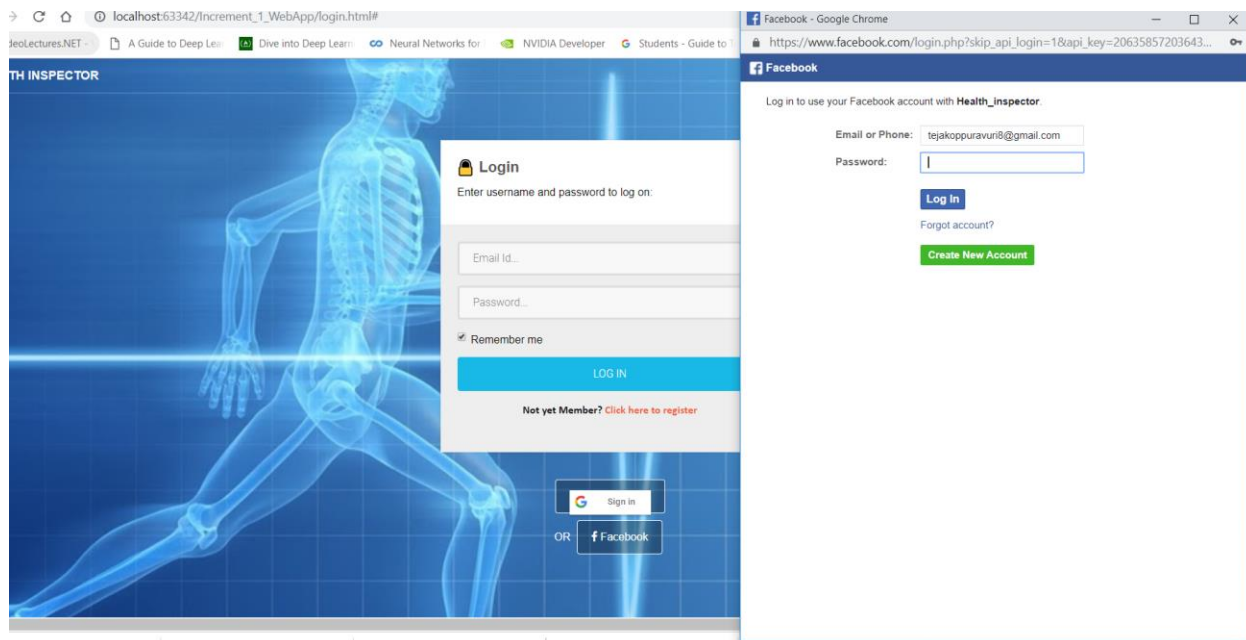 localhost:63342/Increment_1_WebApp/login.html#
deoLectures.NET -
A Guide to Deep Lea
Dive into Deep Learn
Neural Networks for
NVIDIA Developer
Students - Guide to
TH INSPECTOR
Login
Enter username and password to log on:
Email Id...
Password...
Remember me
LOG IN
Not yet Member? Click here to register
G Sign in
OR
f Facebook
f Facebook - Google Chrome
https://www.facebook.com/login.php?skip_api_login=1&api_key=20635857203643...
f Facebook
Log in to use your Facebook account with Health_inspector.
Email or Phone: tejakoppuravuri8@gmail.com
Password:
Log In
Forgot account?
Create New Account